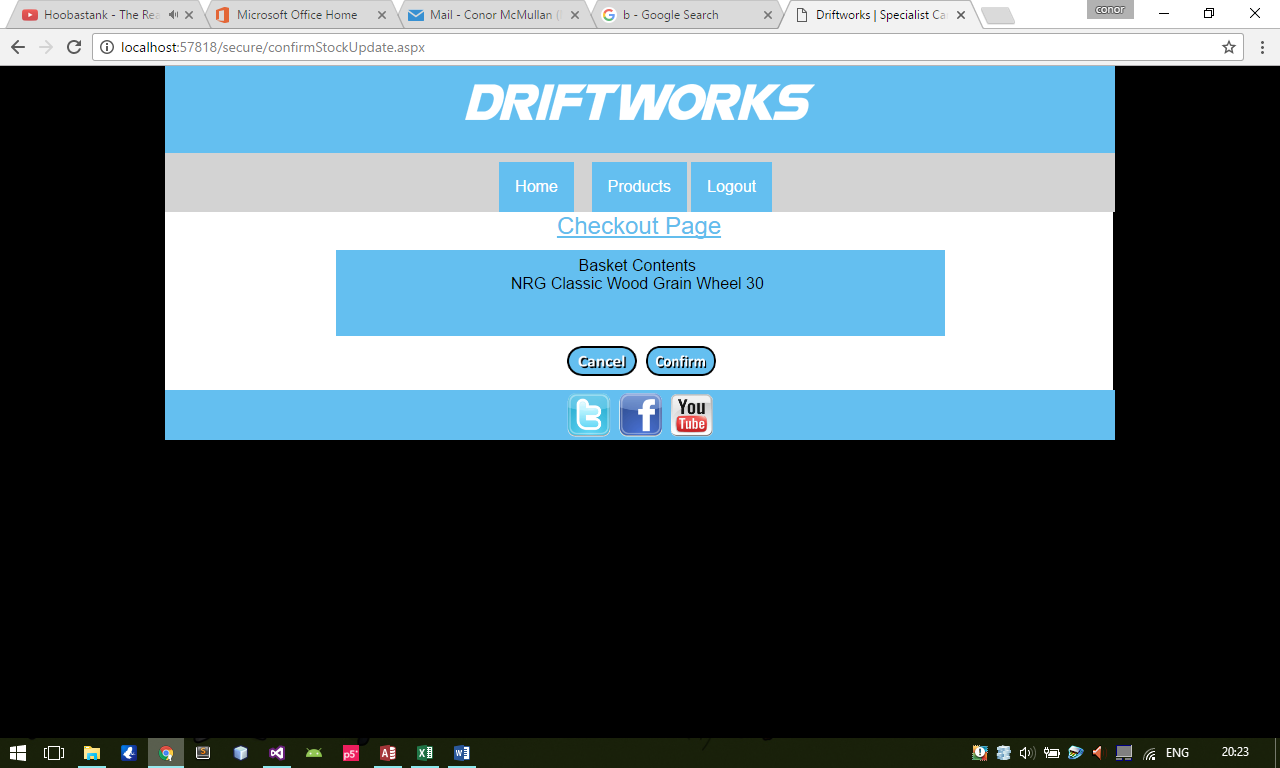 Hoobastank - The Rea
Microsoft Office Home
Mail - Conor McMullan (
b - Google Search
Driftworks | Specialist Ca
conor
localhost:57818/secure/confirmStockUpdate.aspx
DRIFTWORKS
Home
Products
Logout
Checkout Page
Basket Contents
NRG Classic Wood Grain Wheel 30
Cancel
Confirm
You
Tube
p5*
ENG
20:23